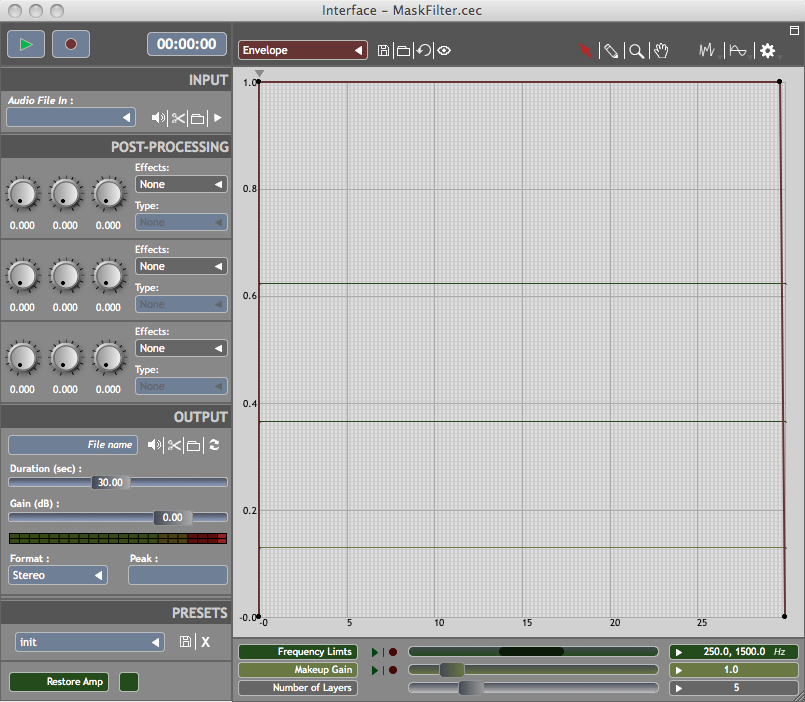 Interface - MaskFilter.cec
00:00:00
Envelope
INPUT
Audio File In :
POST-PROCESSING
Effects:
None
Type:
None
0.000 0.000 0.000
Effects:
None
Type:
None
0.000 0.000 0.000
Effects:
None
Type:
None
0.000 0.000 0.000
OUTPUT
File name
Duration (sec) :
30.00
Gain (dB) :
0.00
Format :
Peak :
Stereo
PRESETS
init
X
Restore Amp
1.0
0.8
0.6
0.4
0.2
-0.0
-0 5 10 15 20 25
Frequency Limts
250.0, 1500.0 Hz
Makeup Gain
1.0
Number of Layers
5